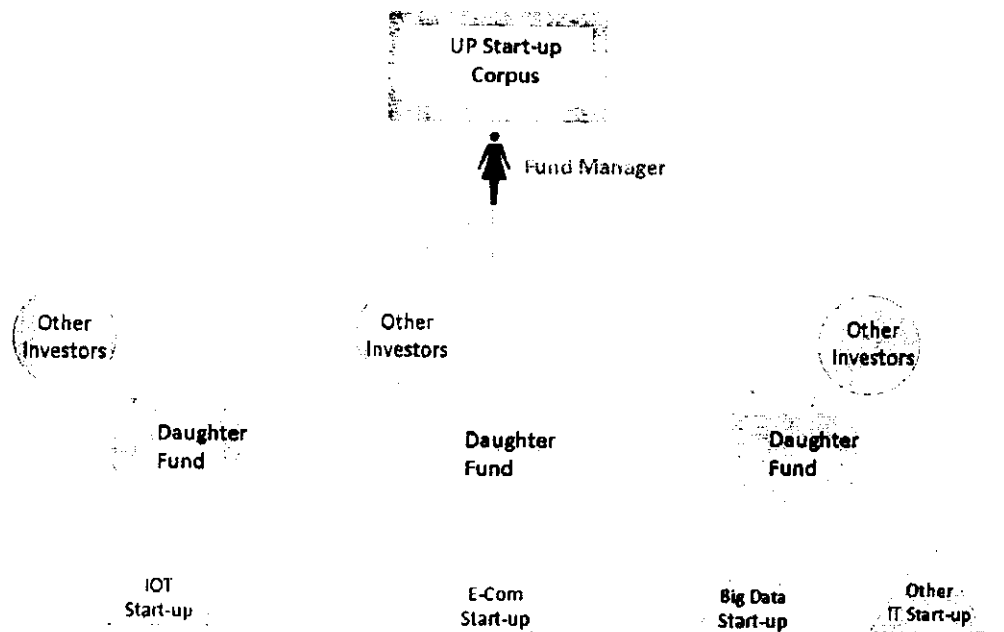 UP Start-up
Corpus
Fund Manager
Other
Investors
Other
Investors
Other
Investors
Daughter
Fund
Daughter
Fund
Daughter
Fund
IOT
Start-up
E-Com
Start-up
Big Data
Start-up
Other
IT Start-up